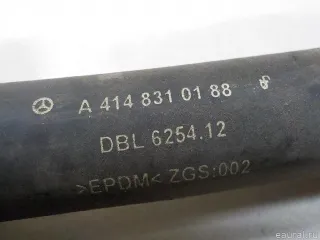 A 414 831 01 88
DBL 6254.12
>EPDM< ZGS:002